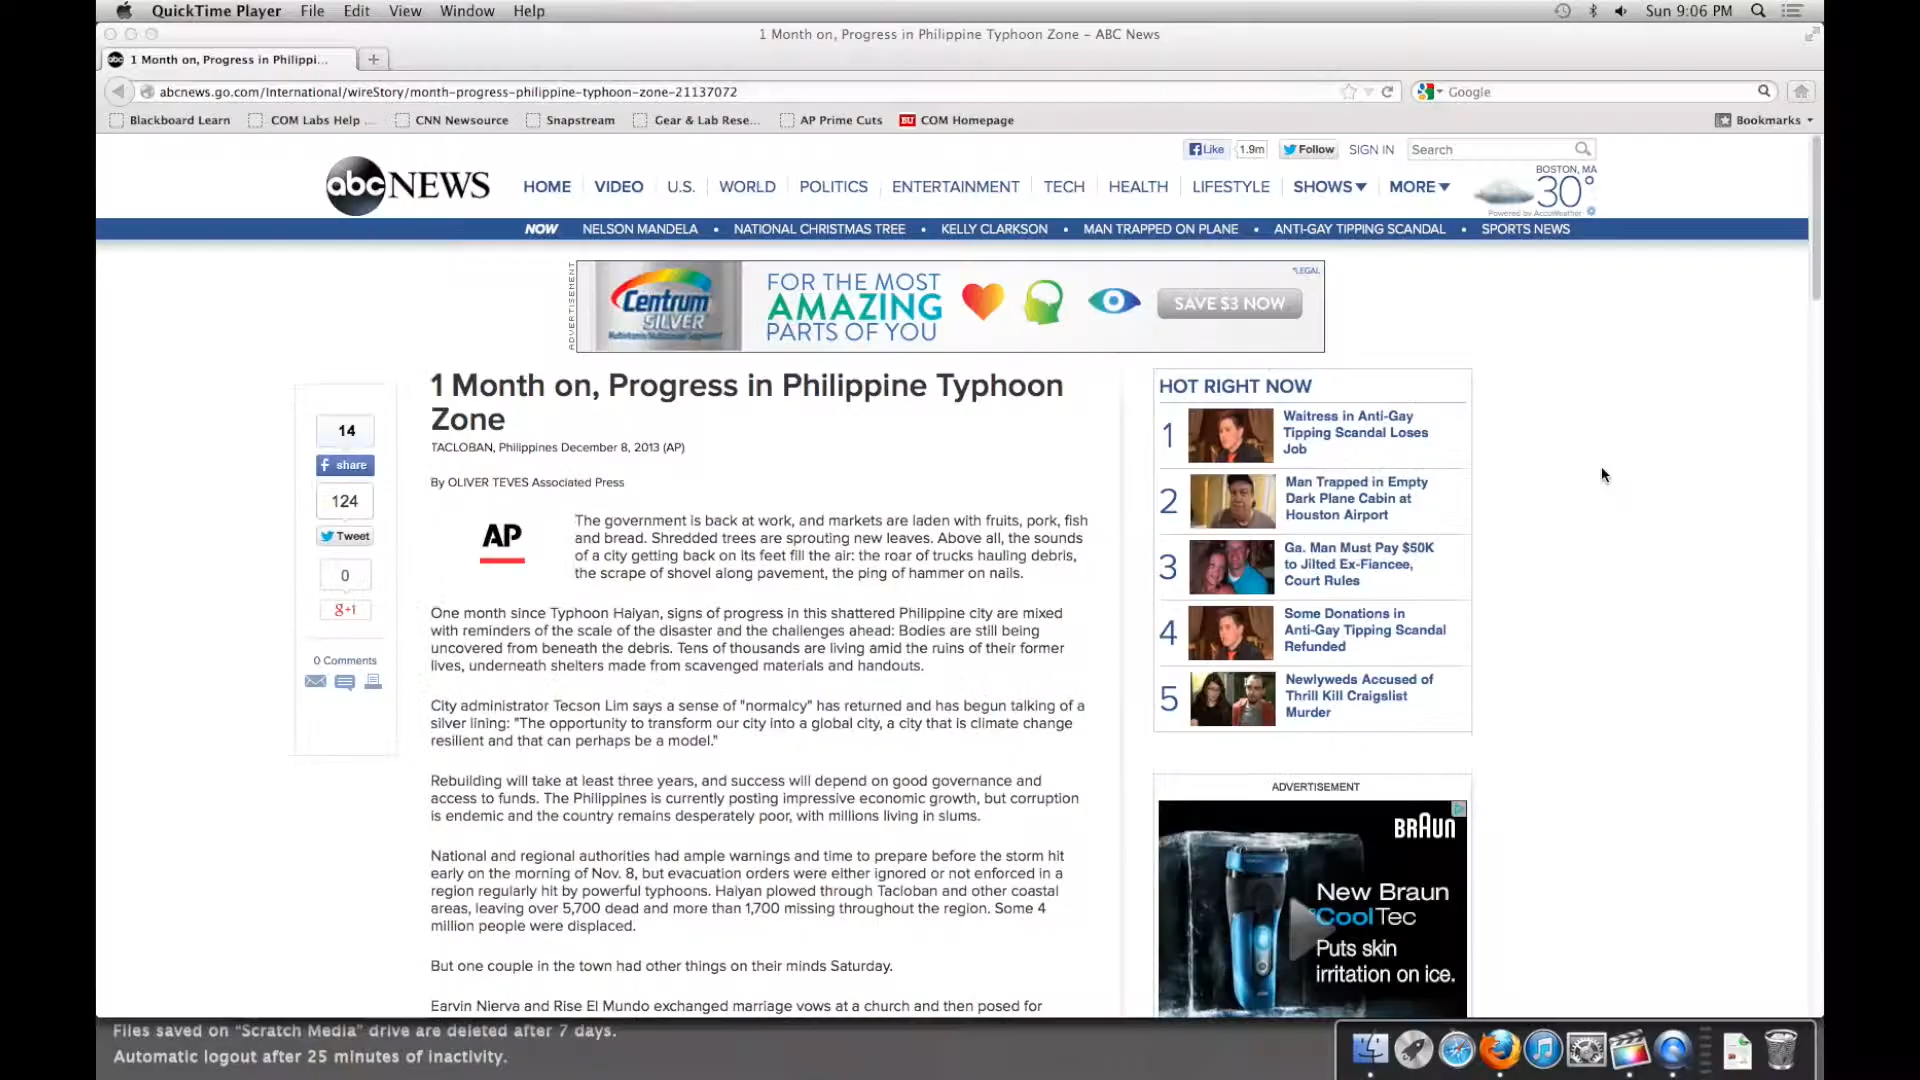 QuickTime Player File Edit View Window Help Sun 9:06 PM
1 Month on, Progress in Philippine Typhoon Zone – ABC News
abc 1 Month on, Progress in Philippi...
abcnews.go.com/International/wireStory/month-progress-philippine-typhoon-zone-21137072 Google
Blackboard Learn COM Labs Help ... CNN Newsource Snapstream Gear & Lab Rese... AP Prime Cuts BU COM Homepage Bookmarks
Like 1.9m Follow SIGN IN Search
abc NEWS HOME VIDEO U.S. WORLD POLITICS ENTERTAINMENT TECH HEALTH LIFESTYLE SHOWS MORE
BOSTON, MA
30°
Powered by AccuWeather
NOW NELSON MANDELA • NATIONAL CHRISTMAS TREE • KELLY CLARKSON • MAN TRAPPED ON PLANE • ANTI-GAY TIPPING SCANDAL • SPORTS NEWS
ADVERTISEMENT
Centrum
SILVER
FOR THE MOST
AMAZING
PARTS OF YOU
SAVE $3 NOW
*LEGAL
1 Month on, Progress in Philippine Typhoon
Zone
TACLOBAN, Philippines December 8, 2013 (AP)
By OLIVER TEVES Associated Press
14
f share
124
Tweet
0
g+1
0 Comments
AP
The government is back at work, and markets are laden with fruits, pork, fish
and bread. Shredded trees are sprouting new leaves. Above all, the sounds
of a city getting back on its feet fill the air: the roar of trucks hauling debris,
the scrape of shovel along pavement, the ping of hammer on nails.
One month since Typhoon Haiyan, signs of progress in this shattered Philippine city are mixed
with reminders of the scale of the disaster and the challenges ahead: Bodies are still being
uncovered from beneath the debris. Tens of thousands are living amid the ruins of their former
lives, underneath shelters made from scavenged materials and handouts.
City administrator Tecson Lim says a sense of "normalcy" has returned and has begun talking of a
silver lining: "The opportunity to transform our city into a global city, a city that is climate change
resilient and that can perhaps be a model."
Rebuilding will take at least three years, and success will depend on good governance and
access to funds. The Philippines is currently posting impressive economic growth, but corruption
is endemic and the country remains desperately poor, with millions living in slums.
National and regional authorities had ample warnings and time to prepare before the storm hit
early on the morning of Nov. 8, but evacuation orders were either ignored or not enforced in a
region regularly hit by powerful typhoons. Haiyan plowed through Tacloban and other coastal
areas, leaving over 5,700 dead and more than 1,700 missing throughout the region. Some 4
million people were displaced.
But one couple in the town had other things on their minds Saturday.
Earvin Nierva and Rise El Mundo exchanged marriage vows at a church and then posed for
HOT RIGHT NOW
1
Waitress in Anti-Gay
Tipping Scandal Loses
Job
2
Man Trapped in Empty
Dark Plane Cabin at
Houston Airport
3
Ga. Man Must Pay $50K
to Jilted Ex-Fiancee,
Court Rules
4
Some Donations in
Anti-Gay Tipping Scandal
Refunded
5
Newlyweds Accused of
Thrill Kill Craigslist
Murder
ADVERTISEMENT
BRAUN
New Braun
°CoolTec
Puts skin
irritation on ice.
Files saved on "Scratch Media" drive are deleted after 7 days.
Automatic logout after 25 minutes of inactivity.